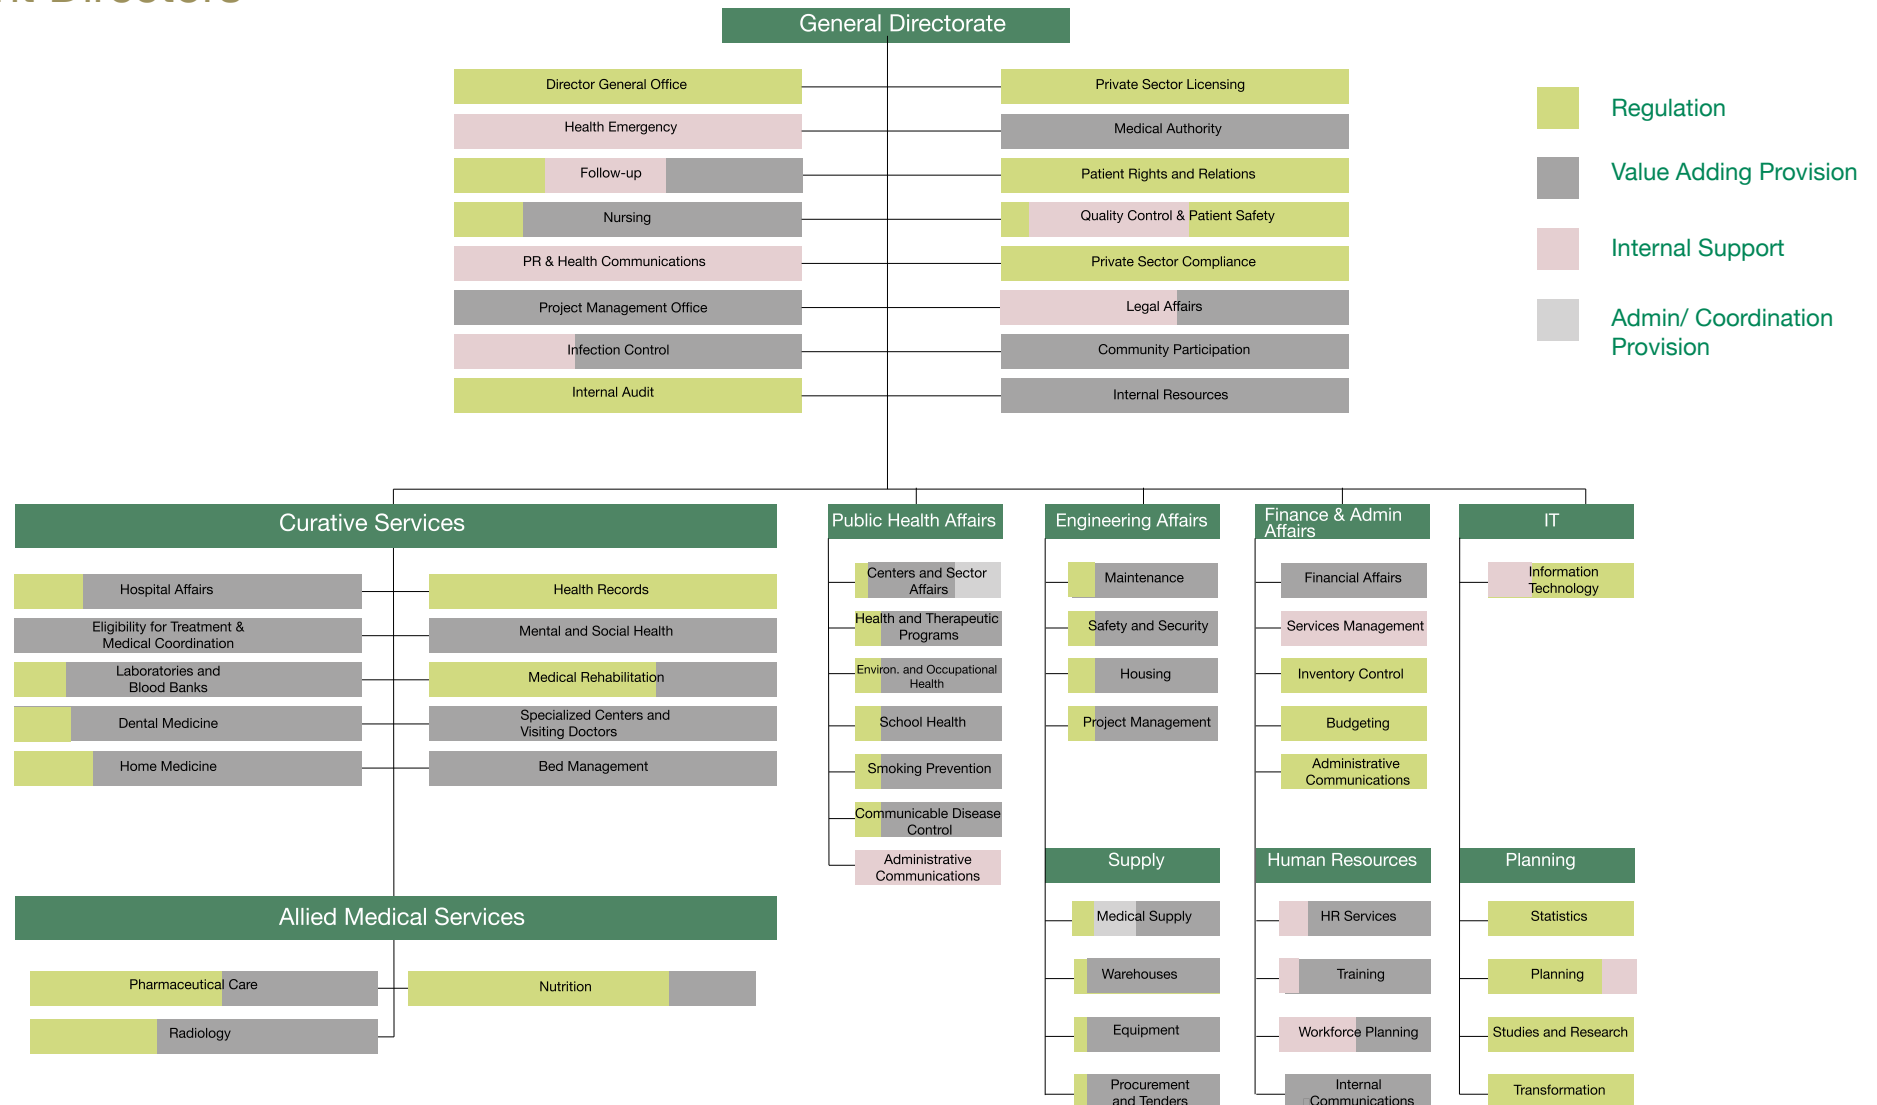 General Directorate
Director General Office
Private Sector Licensing
Health Emergency
Medical Authority
Follow-up
Patient Rights and Relations
Nursing
Quality Control & Patient Safety
PR & Health Communications
Private Sector Compliance
Project Management Office
Legal Affairs
Infection Control
Community Participation
Internal Audit
Internal Resources
Regulation
Value Adding Provision
Internal Support
Admin/ Coordination
Provision
Curative Services
Hospital Affairs
Health Records
Eligibility for Treatment &
Medical Coordination
Mental and Social Health
Laboratories and
Blood Banks
Medical Rehabilitation
Dental Medicine
Specialized Centers and
Visiting Doctors
Home Medicine
Bed Management
Allied Medical Services
Pharmaceutical Care
Nutrition
Radiology
Public Health Affairs
Centers and Sector
Affairs
Health and Therapeutic
Programs
Environ. and Occupational
Health
School Health
Smoking Prevention
Communicable Disease
Control
Administrative
Communications
Engineering Affairs
Maintenance
Safety and Security
Housing
Project Management
Supply
Medical Supply
Warehouses
Equipment
Procurement
and Tenders
Finance & Admin
Affairs
Financial Affairs
Services Management
Inventory Control
Budgeting
Administrative
Communications
Human Resources
HR Services
Training
Workforce Planning
Internal
Communications
IT
Information
Technology
Planning
Statistics
Planning
Studies and Research
Transformation